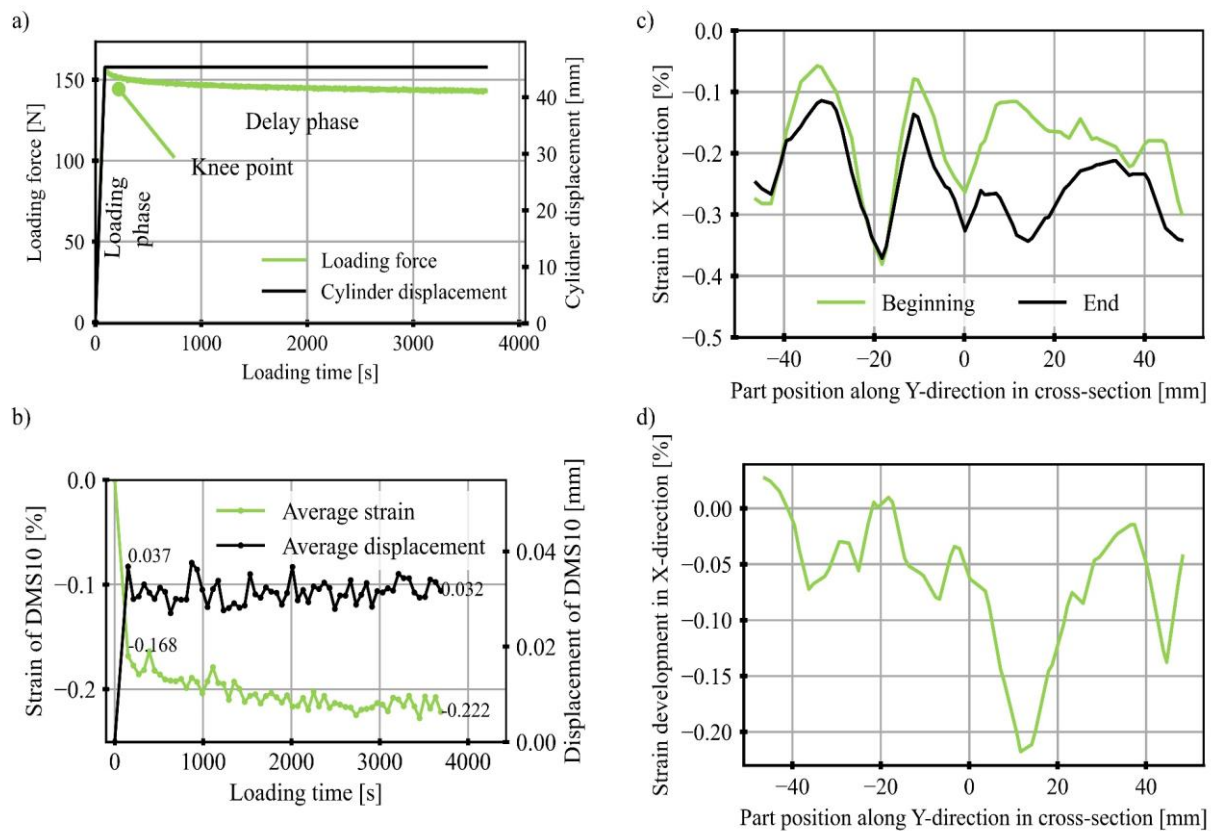 a)
Loading force [N]
150
100
50
0
Loading phase
Delay phase
Knee point
Loading force
Cylinder displacement
40
30
20
10
0
Cylidner displacement [mm]
0 1000 2000 3000 4000
Loading time [s]
b)
Strain of DMS10 [%]
0.0
−0.1
−0.2
Average strain
Average displacement
0.037
0.032
-0.168
-0.222
0.04
0.02
0.00
Displacement of DMS10 [mm]
0 1000 2000 3000 4000
Loading time [s]
c)
Strain in X-direction [%]
0.0
−0.1
−0.2
−0.3
−0.4
−0.5
Beginning End
−40 −20 0 20 40
Part position along Y-direction in cross-section [mm]
d)
Strain development in X-direction [%]
0.00
−0.05
−0.10
−0.15
−0.20
−40 −20 0 20 40
Part position along Y-direction in cross-section [mm]